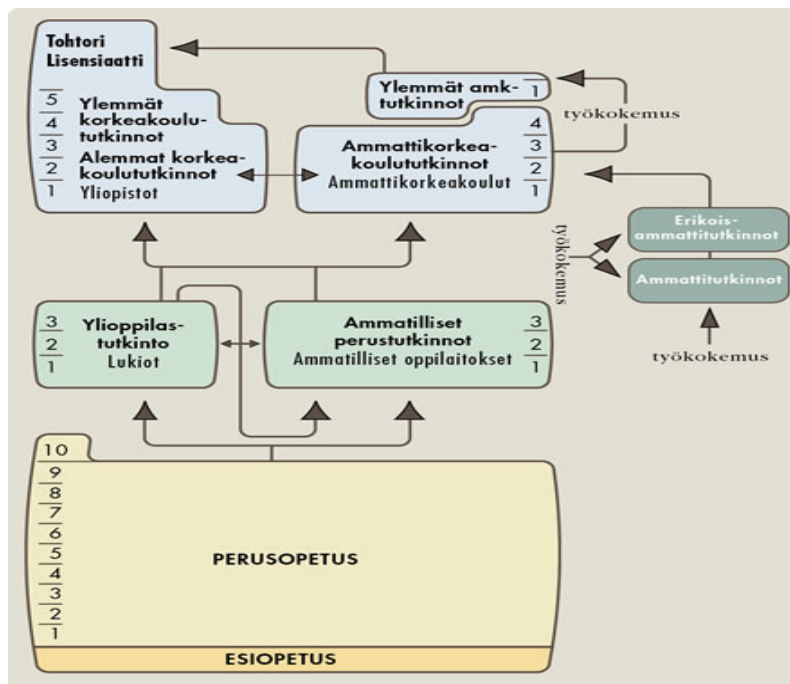 Tohtori
Lisensiaatti
5
4
3
2
1
Ylemmät
korkeakoulu-
tutkinnot
Alemmat korkea-
koulututkinnot
Yliopistot
Ylemmät amk-
tutkinnot
1
työkokemus
Ammattikorkea-
koulututkinnot
Ammattikorkeakoulut
4
3
2
1
Erikois-
ammattitutkinnot
työkokemus
Ammattitutkinnot
työkokemus
3
2
1
Ylioppilas-
tutkinto
Lukiot
Ammatilliset
perustutkinnot
Ammatilliset oppilaitokset
3
2
1
10
9
8
7
6
5
4
3
2
1
PERUSOPETUS
ESIOPETUS